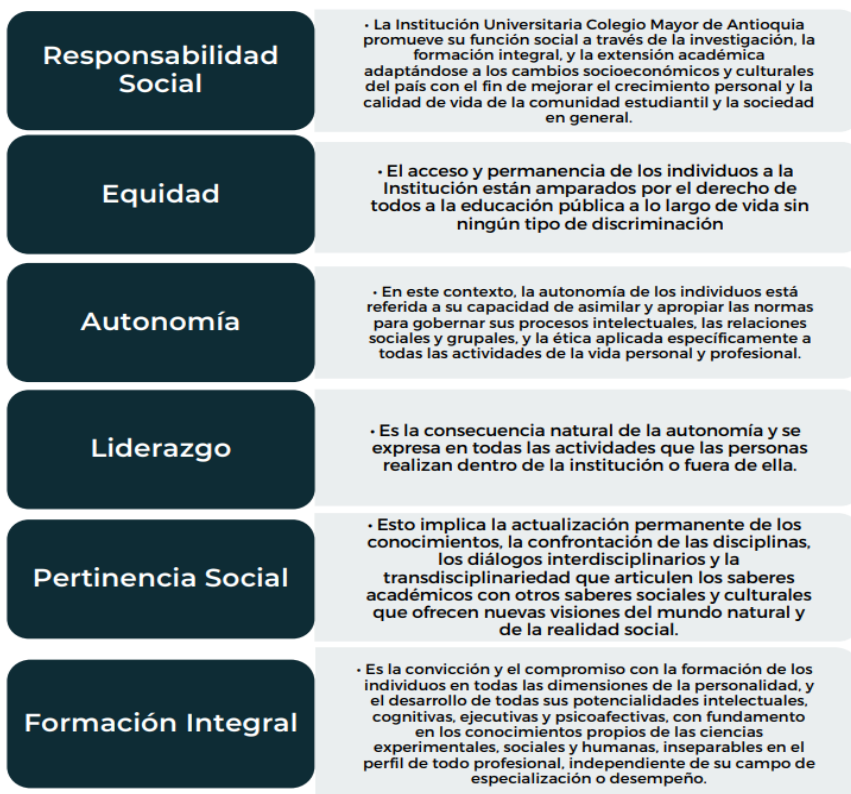 Responsabilidad
Social
• La Institución Universitaria Colegio Mayor de Antioquia
promueve su función social a través de la investigación, la
formación integral, y la extensión académica
adaptándose a los cambios socioeconómicos y culturales
del país con el fin de mejorar el crecimiento personal y la
calidad de vida de la comunidad estudiantil y la sociedad
en general.
Equidad
• El acceso y permanencia de los individuos a la
Institución están amparados por el derecho de
todos a la educación pública a lo largo de vida sin
ningún tipo de discriminación
Autonomía
• En este contexto, la autonomía de los individuos está
referida a su capacidad de asimilar y apropiar las normas
para gobernar sus procesos intelectuales, las relaciones
sociales y grupales, y la ética aplicada específicamente a
todas las actividades de la vida personal y profesional.
Liderazgo
• Es la consecuencia natural de la autonomía y se
expresa en todas las actividades que las personas
realizan dentro de la institución o fuera de ella.
Pertinencia Social
• Esto implica la actualización permanente de los
conocimientos, la confrontación de las disciplinas,
los diálogos interdisciplinarios y la
transdisciplinariedad que articulen los saberes
académicos con otros saberes sociales y culturales
que ofrecen nuevas visiones del mundo natural y
de la realidad social.
Formación Integral
• Es la convicción y el compromiso con la formación de los
individuos en todas las dimensiones de la personalidad, y
el desarrollo de todas sus potencialidades intelectuales,
cognitivas, ejecutivas y psicoafectivas, con fundamento
en los conocimientos propios de las ciencias
experimentales, sociales y humanas, inseparables en el
perfil de todo profesional, independiente de su campo de
especialización o desempeño.